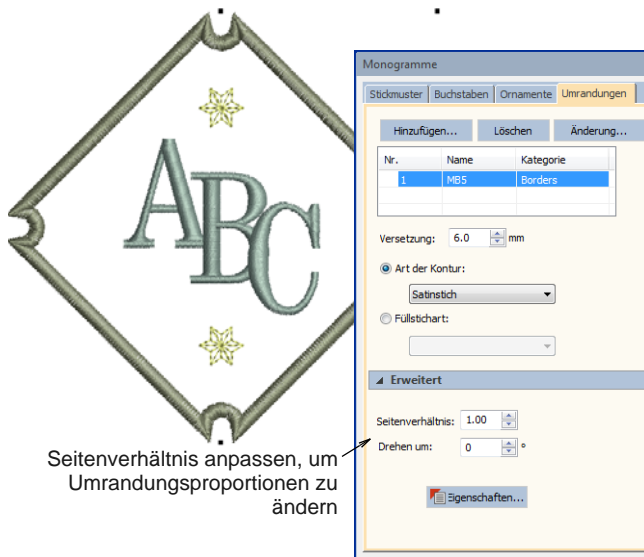 ABC
Monogramme
Stickmuster Buchstaben Ornamente Umrandungen
Hinzufügen... Löschen Änderung...
Nr. Name Kategorie
1 MB5 Borders
Versetzung: 6.0 mm
Art der Kontur:
Satinstich
Füllstichart:
Erweitert
Seitenverhältnis: 1.00
Drehen um: 0 °
Eigenschaften...
Seitenverhältnis anpassen, um
Umrandungsproportionen zu
ändern